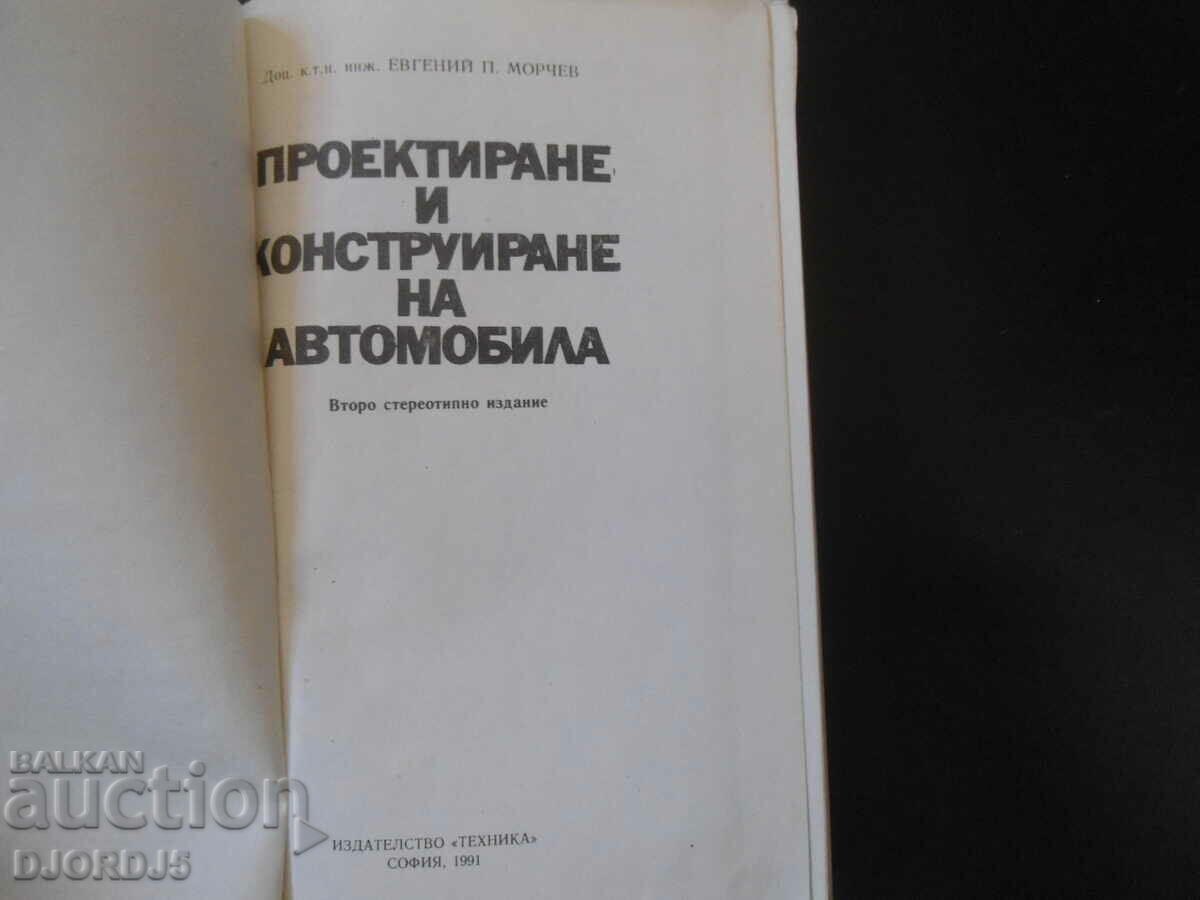 Доц. к.т.н. инж. ЕВГЕНИЙ П. МОРЧЕВ
ПРОЕКТИРАНЕ
И
КОНСТРУИРАНЕ
НА
АВТОМОБИЛА
Второ стереотипно издание
ИЗДАТЕЛСТВО «ТЕХНИКА»
СОФИЯ, 1991
BALKAN
auction
DJORDJ5